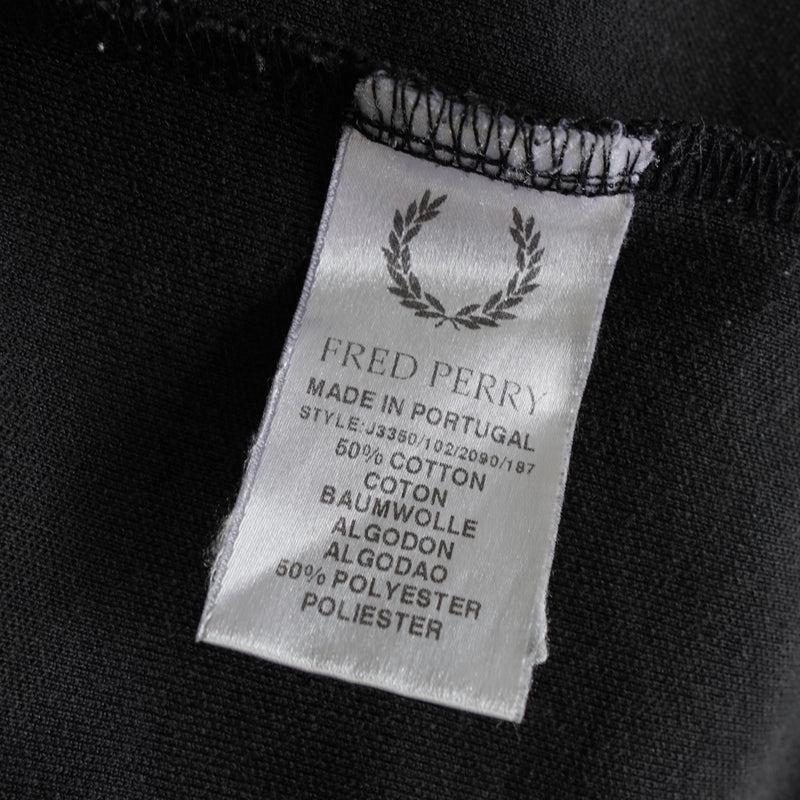 FRED PERRY
MADE IN PORTUGAL
STYLE:J3350/102/2090/187
50% COTTON
COTON
BAUMWOLLE
ALGODON
ALGODAO
50% POLYESTER
POLIESTER